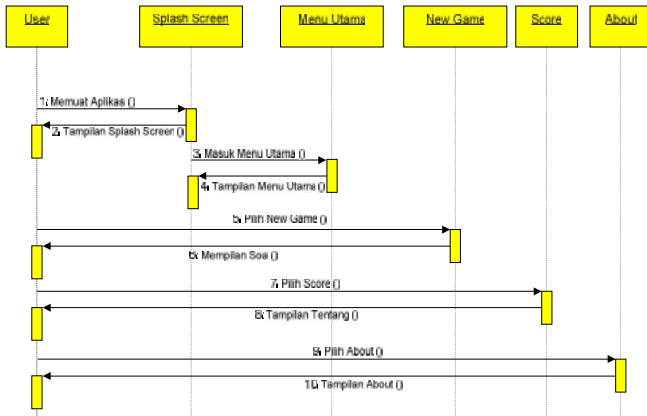 User
Splash Screen
Menu Utama
New Game
Score
About
1: Memuat Aplikasi ()
2: Tampilan Splash Screen ()
3: Masuk Menu Utama ()
4: Tampilan Menu Utama ()
5: Pilih New Game ()
6: Mempilan Soal ()
7: Pilih Score ()
8: Tampilan Tentang ()
9: Pilih About ()
10: Tampilan About ()